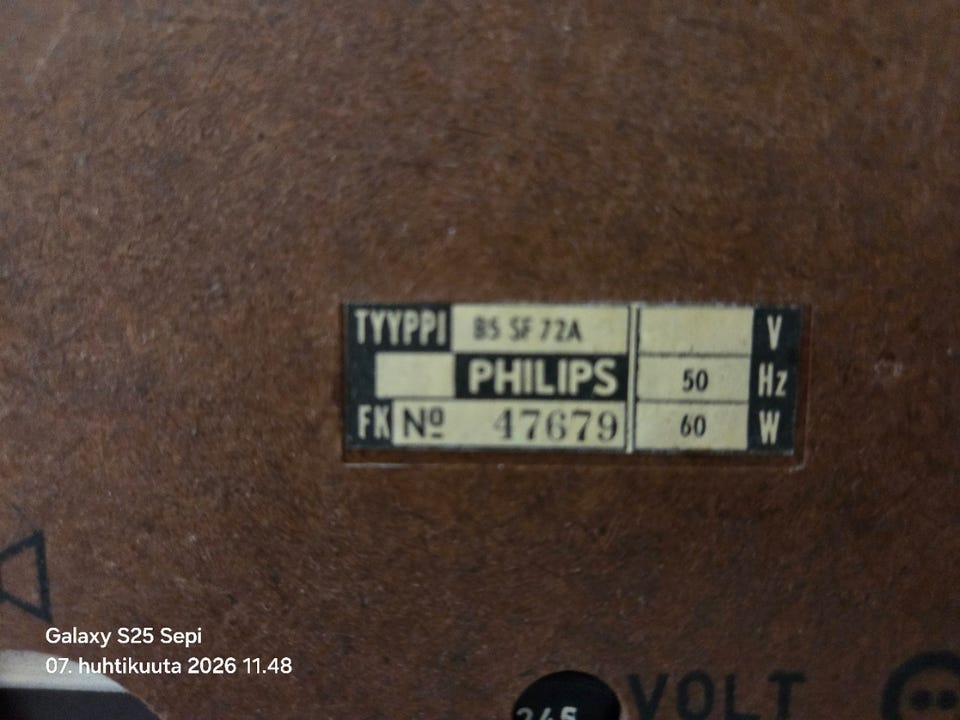 TYYPPI B5 SF 72A V
PHILIPS 50 Hz
FK Nº 47679 60 W
Galaxy S25 Sepi
07. huhtikuuta 2026 11.48
245 VOLT